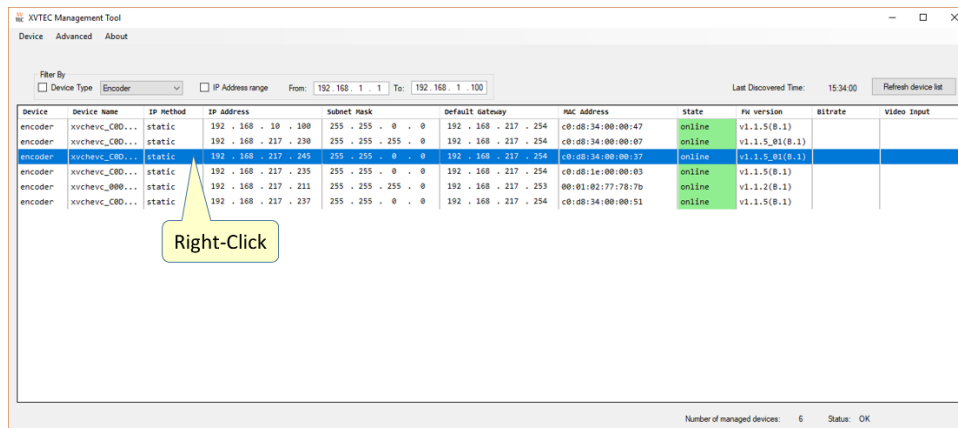 XV TEC XVTEC Management Tool
Device Advanced About
Filter By
Device Type Encoder IP Address range From: 192 . 168 . 1 . 1 To: 192 . 168 . 1 . 100 Last Discovered Time: 15:34:00 Refresh device list
Device Device Name IP Method IP Address Subnet Mask Default Gateway MAC Address State FW version Bitrate Video Input
encoder xvchevc_C0D... static 192 . 168 . 10 . 100 255 . 255 . 0 . 0 192 . 168 . 217 . 254 c0:d8:34:00:00:47 online v1.1.5(B.1)
encoder xvchevc_C0D... static 192 . 168 . 217 . 230 255 . 255 . 255 . 0 192 . 168 . 217 . 254 c0:d8:34:00:00:07 online v1.1.5_01(B.1)
encoder xvchevc_C0D... static 192 . 168 . 217 . 245 255 . 255 . 0 . 0 192 . 168 . 217 . 254 c0:d8:34:00:00:37 online v1.1.5_01(B.1)
encoder xvchevc_C0D... static 192 . 168 . 217 . 235 255 . 255 . 0 . 0 192 . 168 . 217 . 254 c0:d8:1e:00:00:03 online v1.1.5(B.1)
encoder xvchevc_000... static 192 . 168 . 217 . 211 255 . 255 . 255 . 0 192 . 168 . 217 . 253 00:01:02:77:78:7b online v1.1.2(B.1)
encoder xvchevc_C0D... static 192 . 168 . 217 . 237 255 . 255 . 0 . 0 192 . 168 . 217 . 254 c0:d8:34:00:00:51 online v1.1.5(B.1)
Right-Click
Number of managed devices: 6 Status: OK